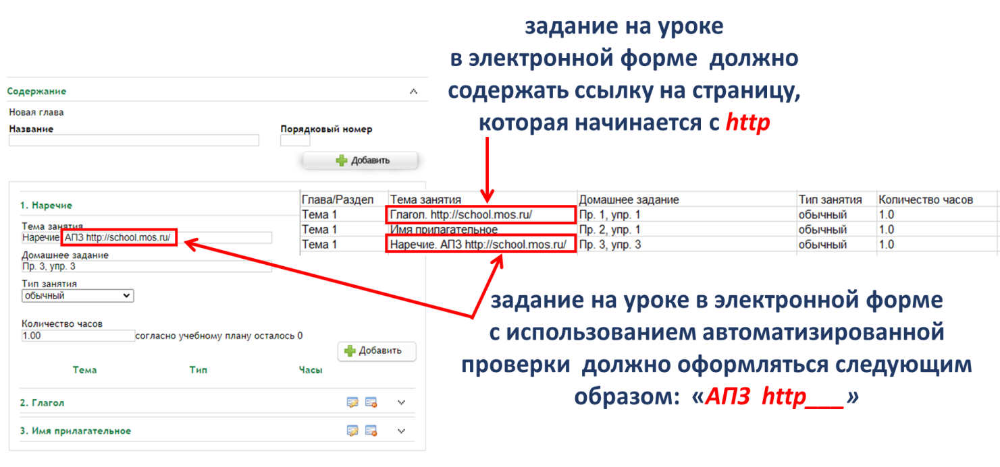 задание на уроке
в электронной форме должно
содержать ссылку на страницу,
которая начинается с http
Содержание
Новая глава
Название Порядковый номер
Добавить
1. Наречие
Тема занятия
Наречие. АПЗ http://school.mos.ru/
Домашнее задание
Пр. 3, упр. 3
Тип занятия
обычный
Количество часов
1.00 согласно учебному плану осталось 0
Добавить
Тема Тип Часы
2. Глагол
3. Имя прилагательное
Глава/Раздел Тема занятия Домашнее задание Тип занятия Количество часов
Тема 1 Глагол. http://school.mos.ru/ Пр. 1, упр. 1 обычный 1.0
Тема 1 Имя прилагательное Пр. 2, упр. 1 обычный 1.0
Тема 1 Наречие. АПЗ http://school.mos.ru/ Пр. 3, упр. 3 обычный 1.0
задание на уроке в электронной форме
с использованием автоматизированной
проверки должно оформляться следующим
образом: «АПЗ http___»